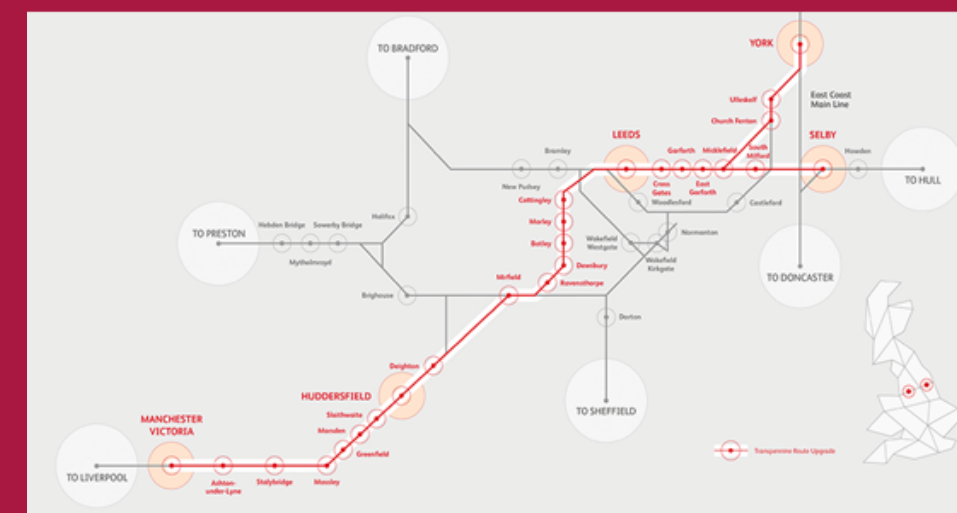 YORK
TO BRADFORD
Ulleskelf
East Coast
Main Line
Church Fenton
LEEDS
SELBY
Bramley
Garforth
Micklefield
South
Milford
Howden
New Pudsey
Cross
Gates
East
Garforth
TO HULL
Cottingley
Woodlesford
Castleford
Morley
Halifax
Hebden Bridge
Sowerby Bridge
TO PRESTON
Mytholmroyd
Batley
Wakefield
Westgate
Normanton
Wakefield
Kirkgate
Dewsbury
Mirfield
Ravensthorpe
TO DONCASTER
Brighouse
Darton
Deighton
HUDDERSFIELD
Slaithwaite
TO SHEFFIELD
MANCHESTER
VICTORIA
Marsden
Greenfield
Transpennine Route Upgrade
TO LIVERPOOL
Ashton-
under-Lyne
Stalybridge
Mossley